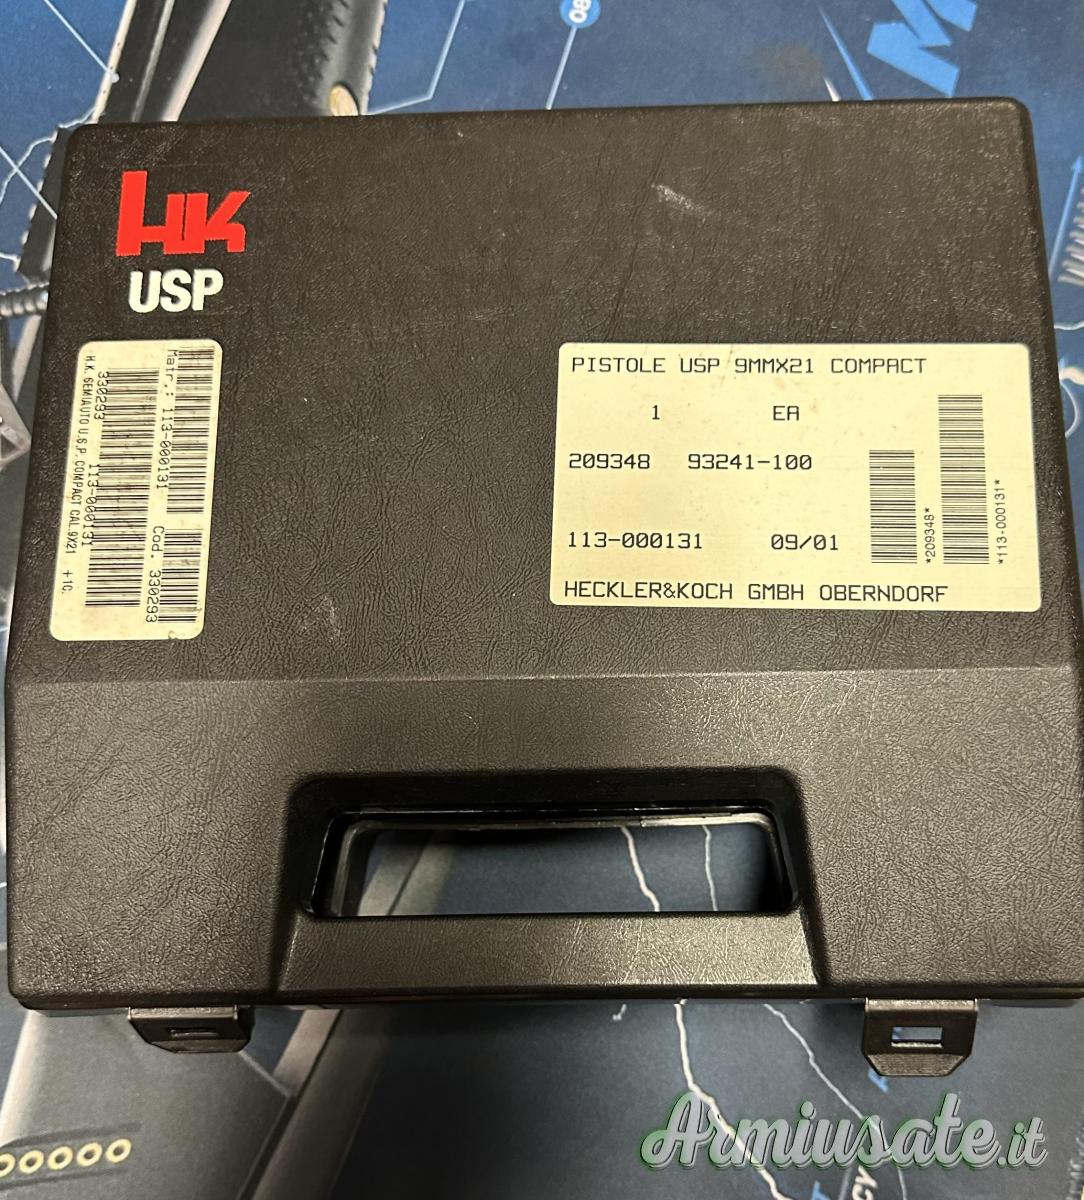 HK
USP
Matr.: 113-000131 Cod. 330293
330293 113-000131
H.K. SEMIAUTO U.S.P. COMPACT CAL.9X21 +1C.
PISTOLE USP 9MMX21 COMPACT
1 EA
209348 93241-100
113-000131 09/01
HECKLER&KOCH GMBH OBERNDORF
*209348*
*113-000131*
Armiusate.it